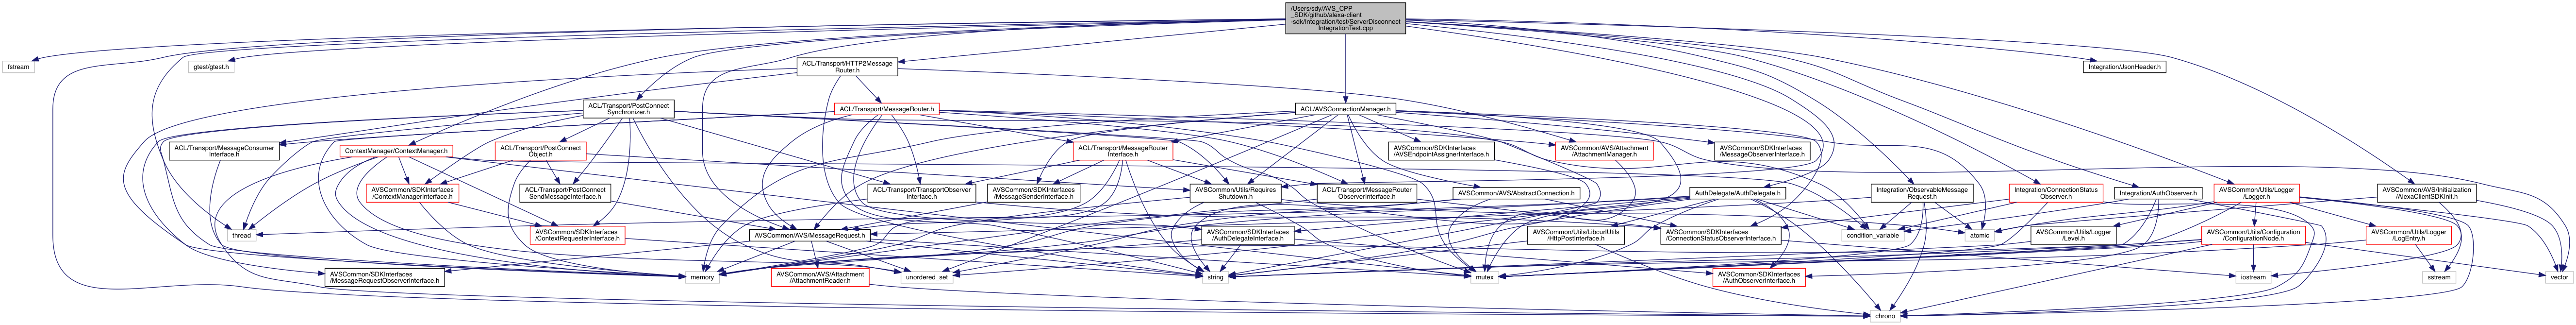 /Users/sdy/AVS_CPP
_SDK/github/alexa-client
-sdk/Integration/test/ServerDisconnect
IntegrationTest.cpp
fstream
gtest/gtest.h
ACL/Transport/HTTP2Message
Router.h
Integration/JsonHeader.h
ACL/Transport/PostConnect
Synchronizer.h
ACL/Transport/MessageRouter.h
ACL/AVSConnectionManager.h
ACL/Transport/MessageConsumer
Interface.h
ContextManager/ContextManager.h
ACL/Transport/PostConnect
Object.h
ACL/Transport/MessageRouter
Interface.h
AVSCommon/SDKInterfaces
/AVSEndpointAssignerInterface.h
AVSCommon/AVS/Attachment
/AttachmentManager.h
AVSCommon/SDKInterfaces
/MessageObserverInterface.h
AVSCommon/SDKInterfaces
/ContextManagerInterface.h
ACL/Transport/PostConnect
SendMessageInterface.h
ACL/Transport/TransportObserver
Interface.h
AVSCommon/SDKInterfaces
/MessageSenderInterface.h
AVSCommon/Utils/Requires
Shutdown.h
ACL/Transport/MessageRouter
ObserverInterface.h
AVSCommon/AVS/AbstractConnection.h
AuthDelegate/AuthDelegate.h
Integration/ObservableMessage
Request.h
Integration/ConnectionStatus
Observer.h
Integration/AuthObserver.h
AVSCommon/Utils/Logger
/Logger.h
AVSCommon/AVS/Initialization
/AlexaClientSDKInit.h
thread
AVSCommon/SDKInterfaces
/ContextRequesterInterface.h
AVSCommon/AVS/MessageRequest.h
AVSCommon/SDKInterfaces
/AuthDelegateInterface.h
AVSCommon/Utils/LibcurlUtils
/HttpPostInterface.h
AVSCommon/SDKInterfaces
/ConnectionStatusObserverInterface.h
condition_variable
atomic
AVSCommon/Utils/Logger
/Level.h
AVSCommon/Utils/Configuration
/ConfigurationNode.h
AVSCommon/Utils/Logger
/LogEntry.h
AVSCommon/SDKInterfaces
/MessageRequestObserverInterface.h
memory
AVSCommon/AVS/Attachment
/AttachmentReader.h
unordered_set
string
mutex
AVSCommon/SDKInterfaces
/AuthObserverInterface.h
iostream
sstream
vector
chrono